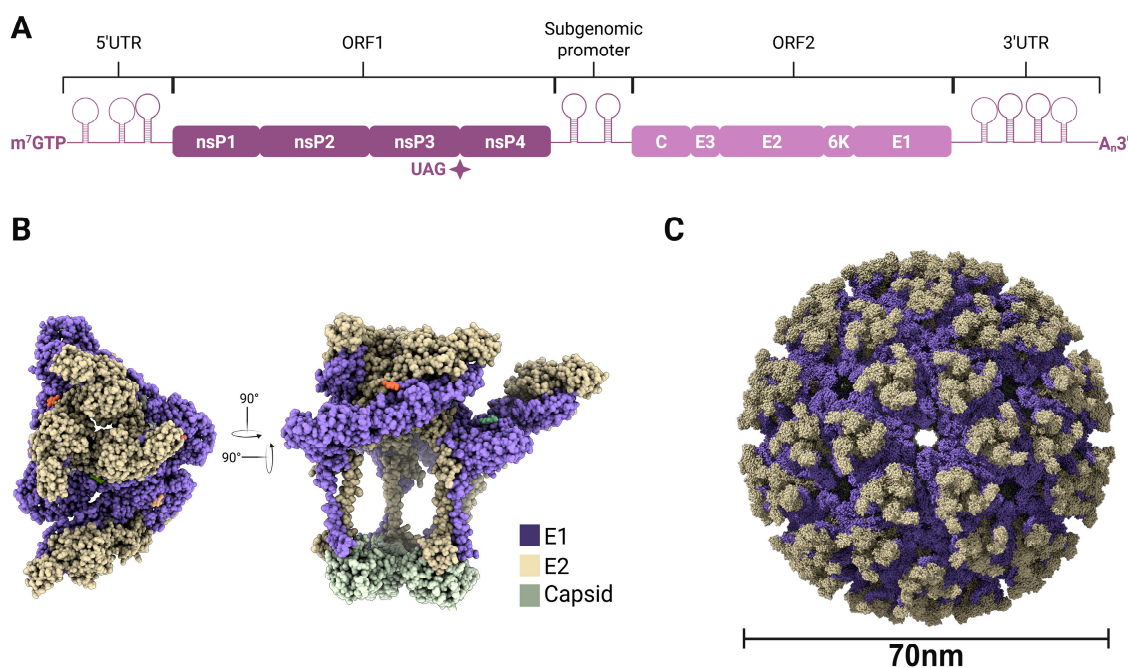 A
5'UTR
ORF1
Subgenomic
promoter
ORF2
3'UTR
m⁷GTP
nsP1
nsP2
nsP3
nsP4
C
E3
E2
6K
E1
Aₙ3'
UAG
B
C
90°
90°
E1
E2
Capsid
70nm